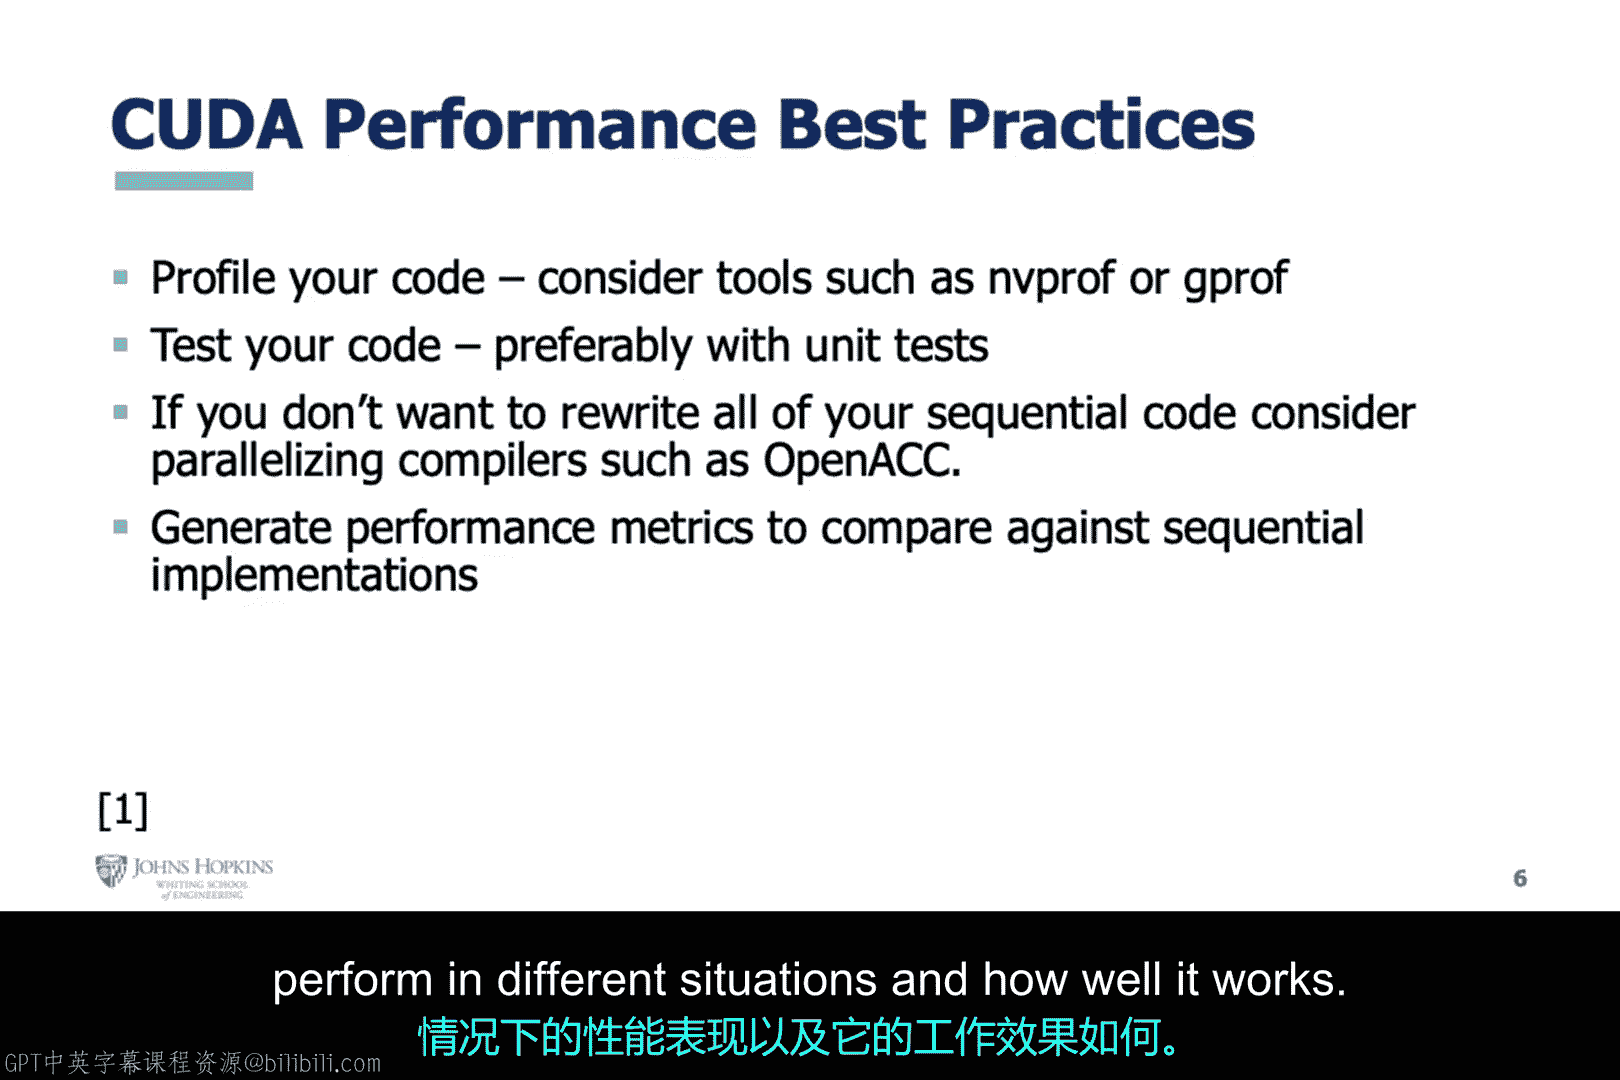 CUDA Performance Best Practices
Profile your code – consider tools such as nvprof or gprof
Test your code – preferably with unit tests
If you don’t want to rewrite all of your sequential code consider
parallelizing compilers such as OpenACC.
Generate performance metrics to compare against sequential
implementations
[1]
JOHNS HOPKINS
WHITING SCHOOL
of ENGINEERING
6
perform in different situations and how well it works.
情况下的性能表现以及它的工作效果如何。
GPT中英字幕课程资源@bilibili.com